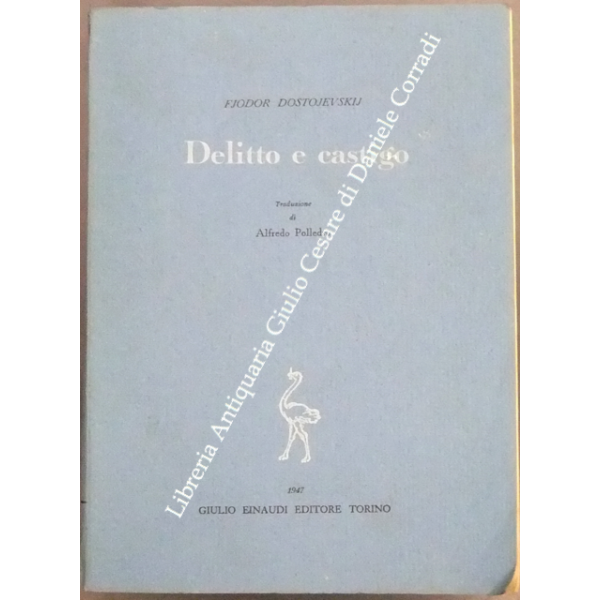 FJODOR DOSTOJEVSKIJ
Delitto e castigo
Traduzione
di
Alfredo Polled
1947
GIULIO EINAUDI EDITORE TORINO
Libreria Antiquaria Giulio Cesare di Daniele Corradi